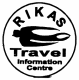 RIKAS
Travel
Information
Centre